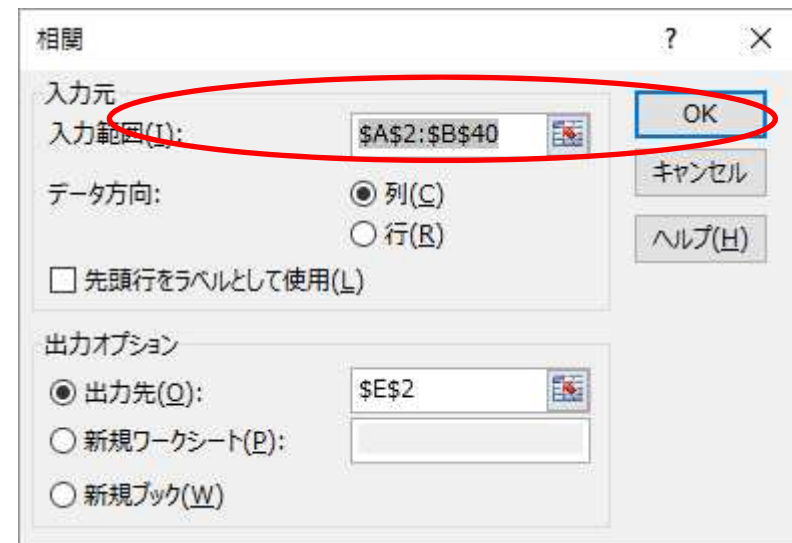 相関 ? ×
入力元
入力範囲(I): $A$2:$B$40
OK
キャンセル
データ方向: 列(C)
行(R)
ヘルプ(H)
先頭行をラベルとして使用(L)
出力オプション
出力先(O): $E$2
新規ワークシート(P):
新規ブック(W)